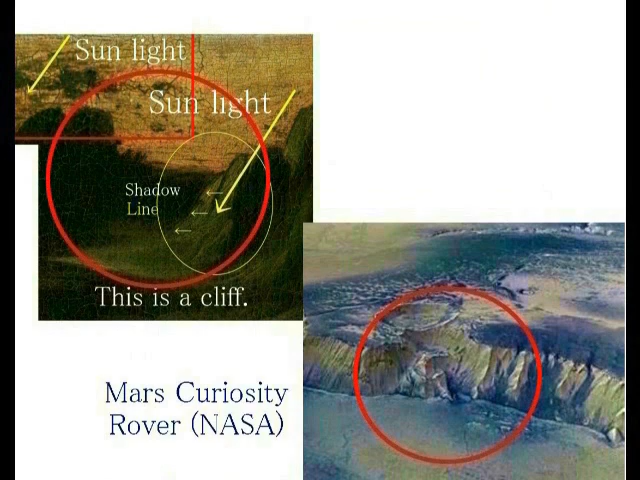 Sun light
Sun light
Shadow
Line
This is a cliff.
Mars Curiosity
Rover (NASA)